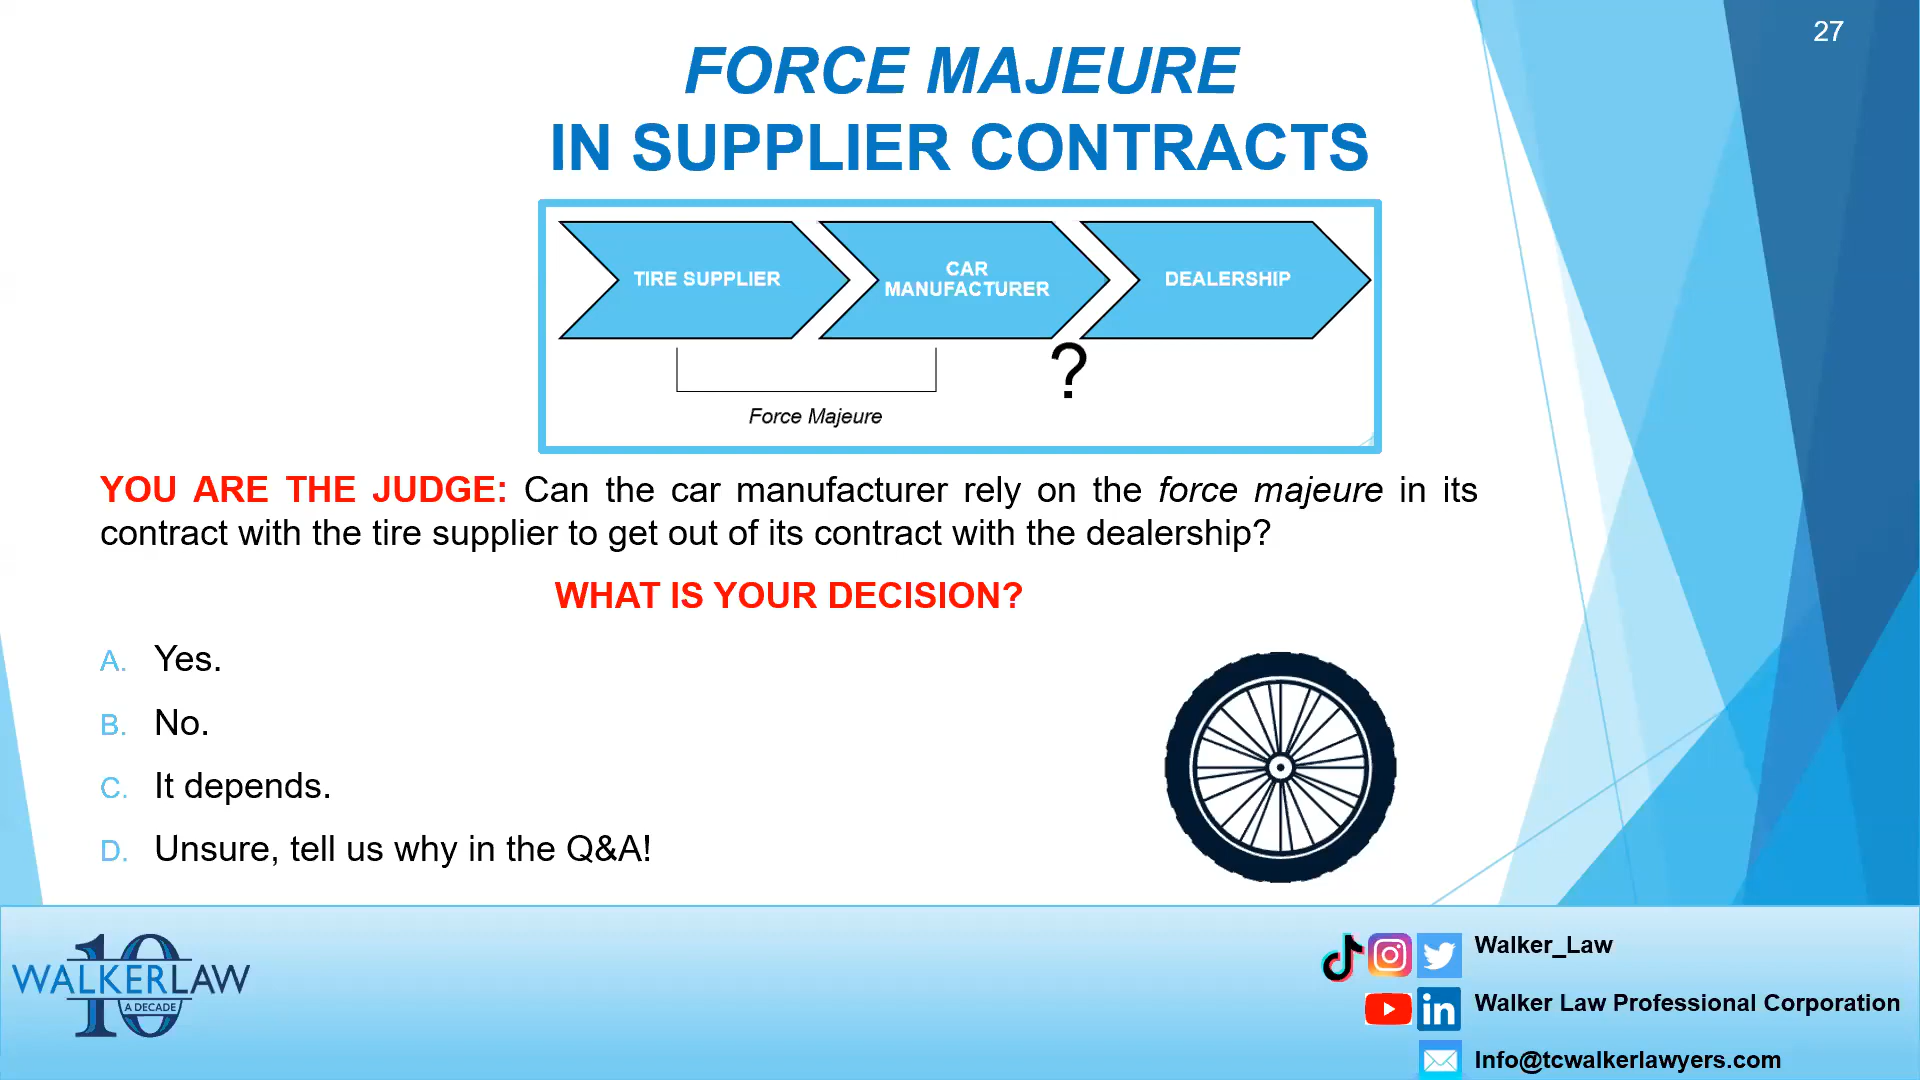 27
FORCE MAJEURE
IN SUPPLIER CONTRACTS
TIRE SUPPLIER
CAR
MANUFACTURER
DEALERSHIP
?
Force Majeure
YOU ARE THE JUDGE: Can the car manufacturer rely on the force majeure in its
contract with the tire supplier to get out of its contract with the dealership?
WHAT IS YOUR DECISION?
A. Yes.
B. No.
C. It depends.
D. Unsure, tell us why in the Q&A!
10
WALKERLAW
A DECADE
Walker_Law
Walker Law Professional Corporation
Info@tcwalkerlawyers.com